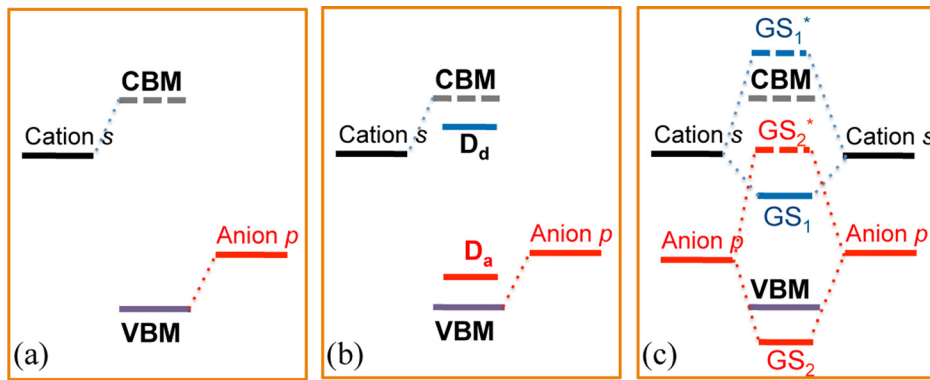 CBM
Cation s
Anion p
VBM
(a)
CBM
Cation s
D_d
Anion p
D_a
VBM
(b)
GS_1^*
CBM
Cation s
GS_2^*
Cation s
GS_1
Anion p
Anion p
VBM
GS_2
(c)